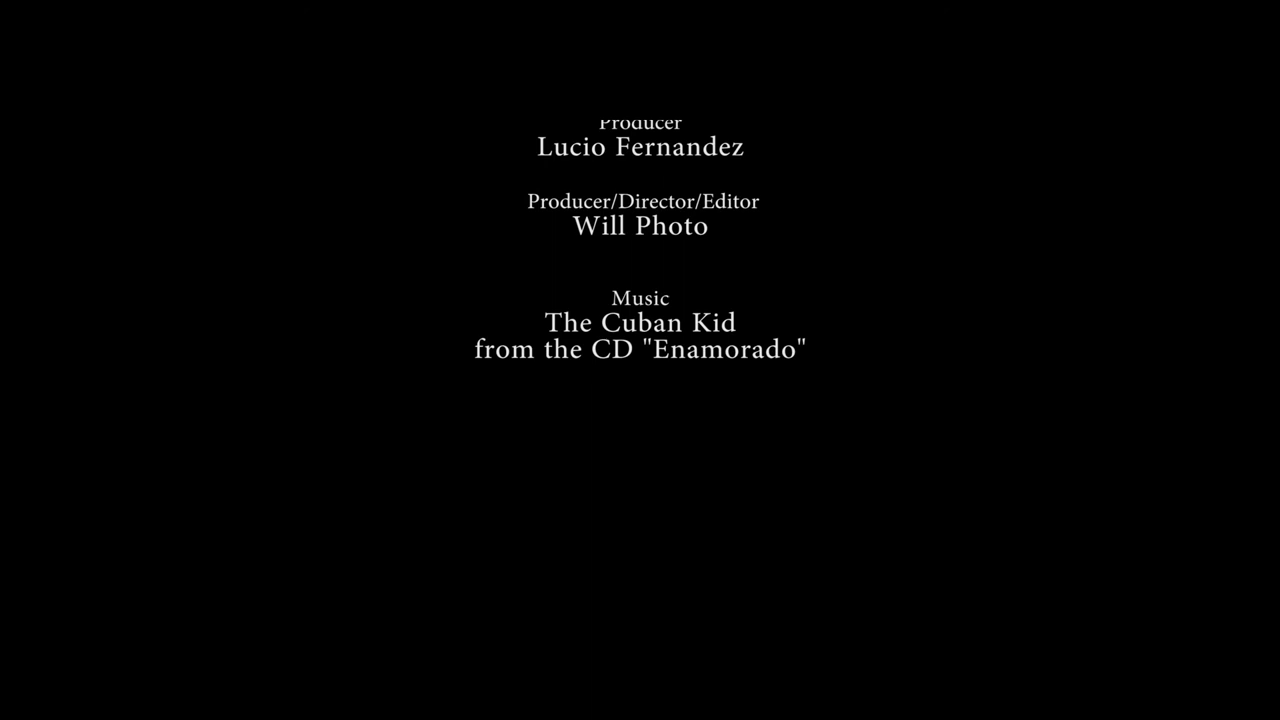 Producer
Lucio Fernandez
Producer/Director/Editor
Will Photo
Music
The Cuban Kid
from the CD "Enamorado"